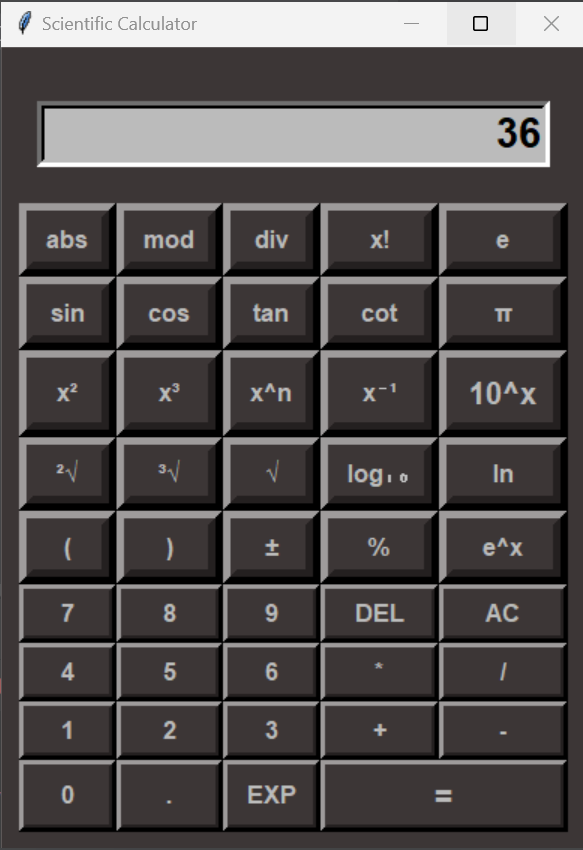 Scientific Calculator
36
abs mod div x! e
sin cos tan cot π
x² x³ x^n x⁻¹ 10^x
²√ ³√ √ log₁₀ ln
( ) ± % e^x
7 8 9 DEL AC
4 5 6 * /
1 2 3 + -
0 . EXP =